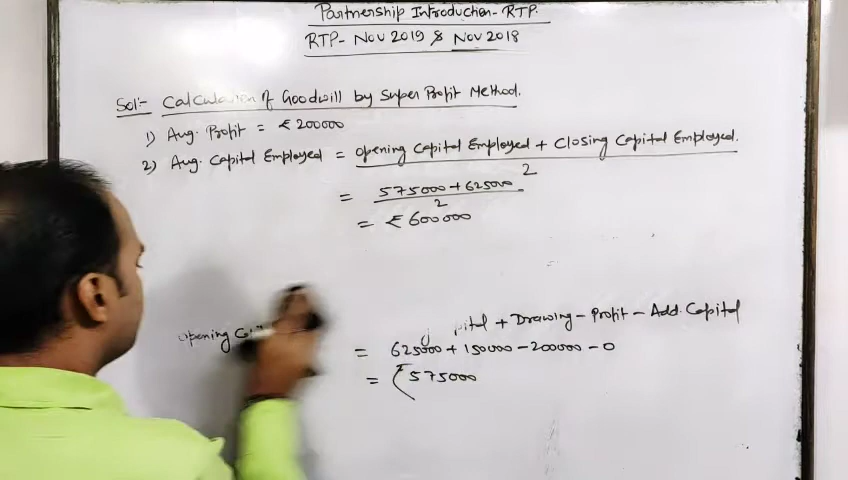 Partnership Introduction - RTP.
RTP - Nov 2019 & Nov 2018
Sol:- Calculation of Goodwill by Super Profit Method.
1) Avg. Profit = ₹ 200000
2) Avg. Capital Employed = opening Capital Employed + Closing Capital Employed.
2
= 575000 + 625000
2
= ₹ 600000
opening + Drawing - Profit - Add. Capital
= 625000 + 150000 - 200000 - 0
= ₹ 575000